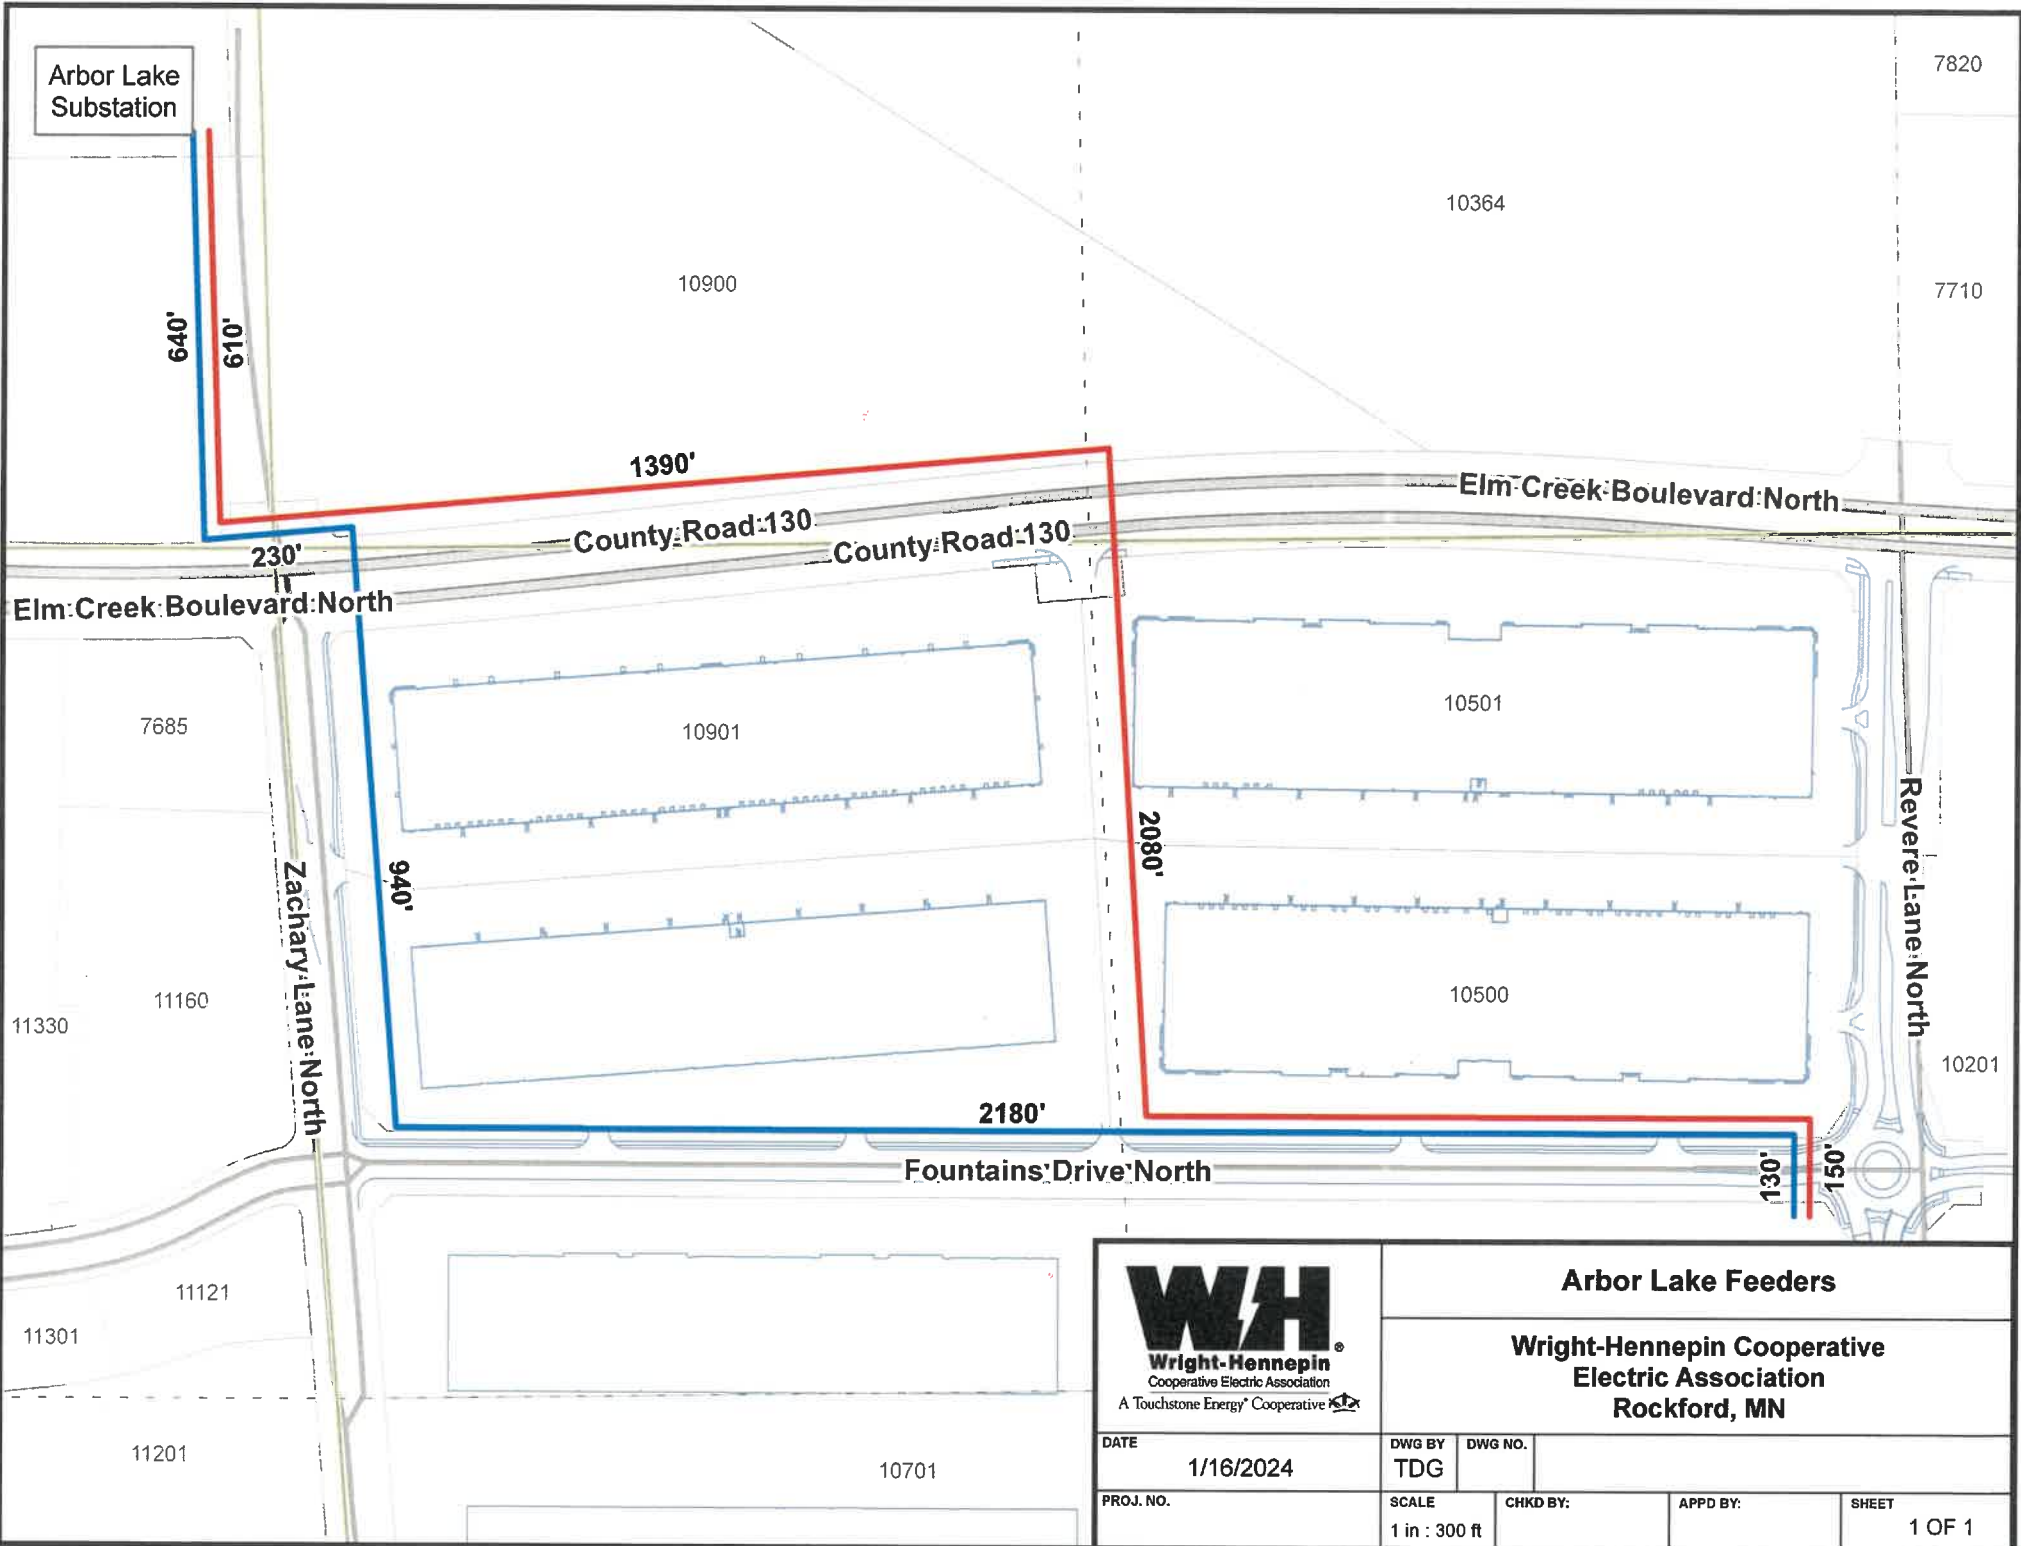 Arbor Lake
Substation
7820
10364
10900
7710
640'
610'
1390'
Elm Creek Boulevard North
County Road 130
County Road 130
230'
Elm Creek Boulevard North
7685
10901
10501
2080'
Revere Lane North
940'
Zachary Lane North
11160
11330
10500
10201
2180'
Fountains Drive North
130'
150'
11121
11301
11201
10701
WH®
Wright-Hennepin
Cooperative Electric Association
A Touchstone Energy® Cooperative
Arbor Lake Feeders
Wright-Hennepin Cooperative
Electric Association
Rockford, MN
DATE
1/16/2024
DWG BY
TDG
DWG NO.
PROJ. NO.
SCALE
1 in : 300 ft
CHKD BY:
APPD BY:
SHEET
1 OF 1